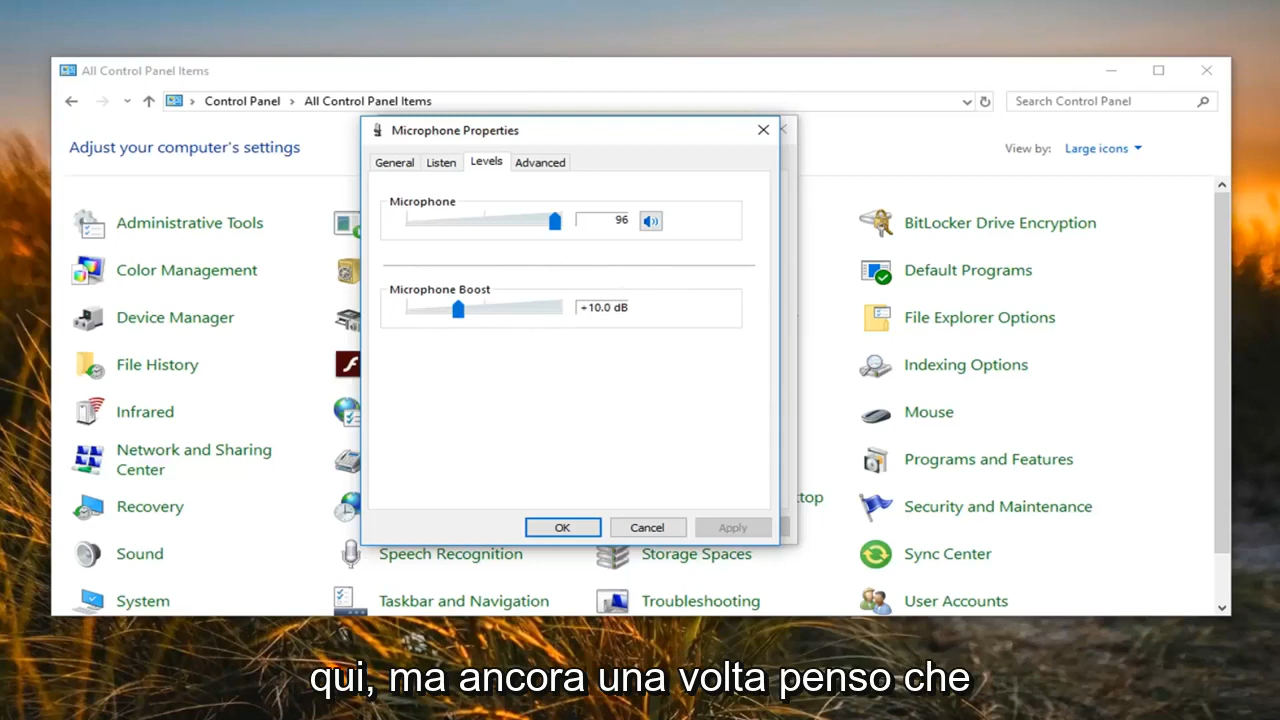 All Control Panel Items
Control Panel > All Control Panel Items
Search Control Panel
Microphone Properties
Adjust your computer's settings
View by: Large icons
General Listen Levels Advanced
Microphone
96
Microphone Boost
+10.0 dB
OK Cancel Apply
Administrative Tools
BitLocker Drive Encryption
Color Management
Default Programs
Device Manager
File Explorer Options
File History
Indexing Options
Infrared
Mouse
Network and Sharing
Center
Programs and Features
Recovery
top
Security and Maintenance
Sound
Speech Recognition
Storage Spaces
Sync Center
System
Taskbar and Navigation
Troubleshooting
User Accounts
qui, ma ancora una volta penso che